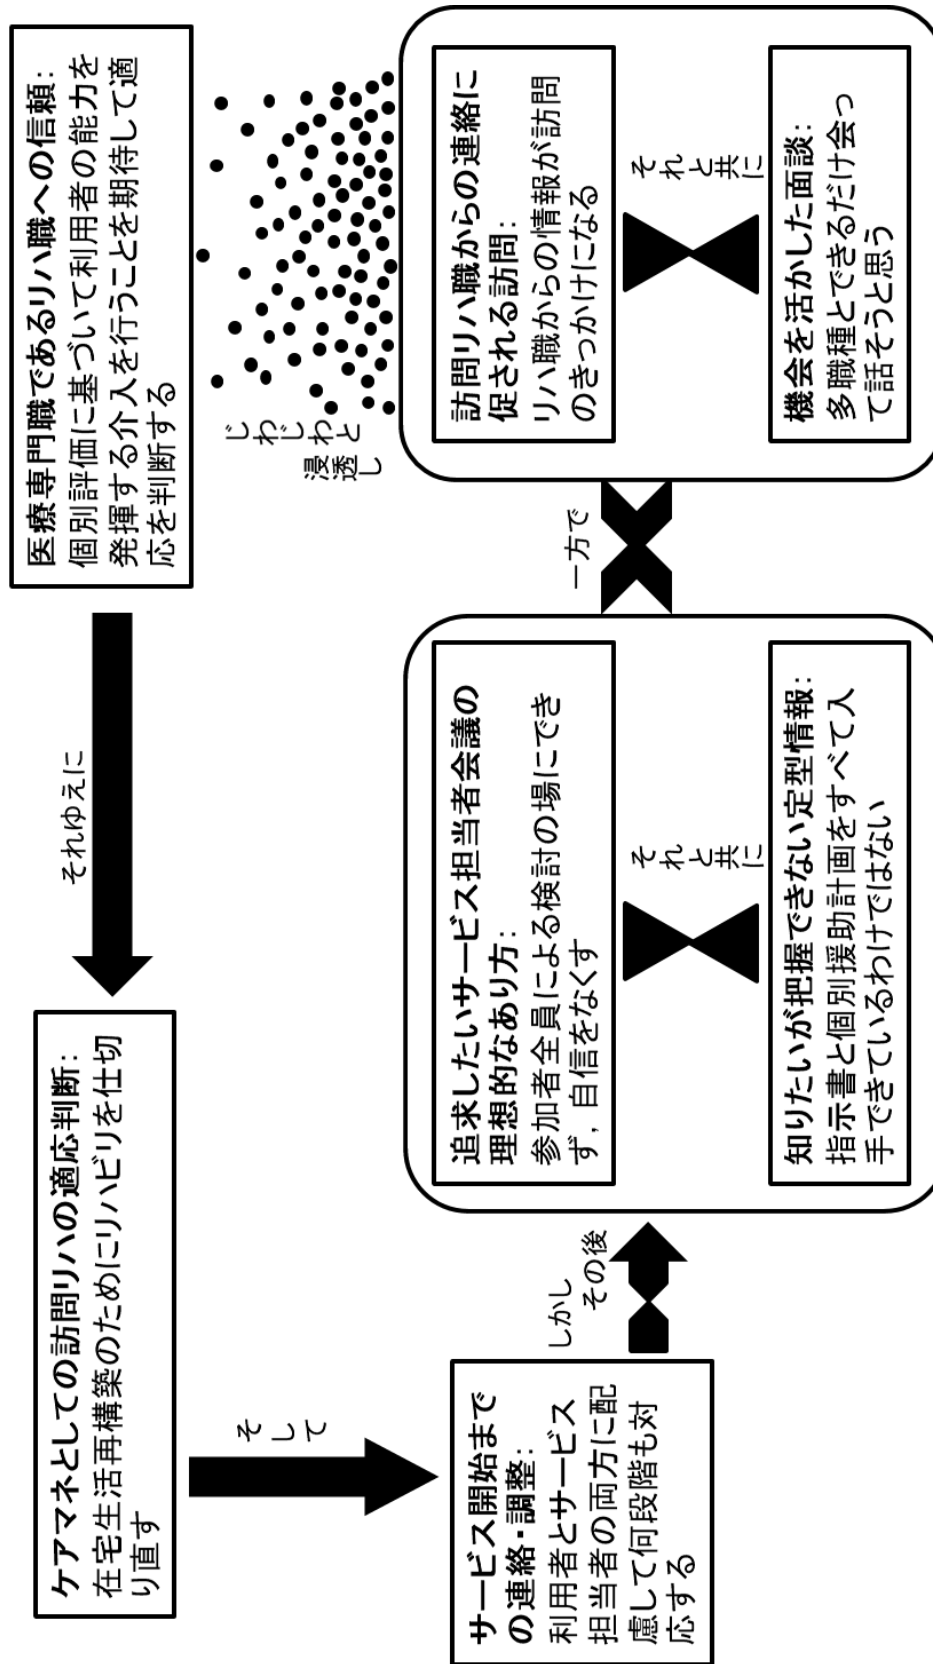 ケアマネとしての訪問リハの適応判断：
在宅生活再構築のためにリハビリを仕切
り直す
それゆえに
医療専門職であるリハ職への信頼：
個別評価に基づいて利用者の能力を
発揮する介入を行うことを期待して適
応を判断する
そして
じわじわと
浸透し
サービス開始まで
の連絡・調整：
利用者とサービス
担当者の両方に配
慮して何段階も対
応する
しかし
その後
追求したいサービス担当者会議の
理想的なあり方：
参加者全員による検討の場にでき
ず，自信をなくす
それと共に
知りたいが把握できない定型情報：
指示書と個別援助計画をすべて入
手できているわけではない
一方で
訪問リハ職からの連絡に
促される訪問：
リハ職からの情報が訪問
のきっかけになる
それと共に
機会を活かした面談：
多職種とできるだけ会っ
て話そうと思う